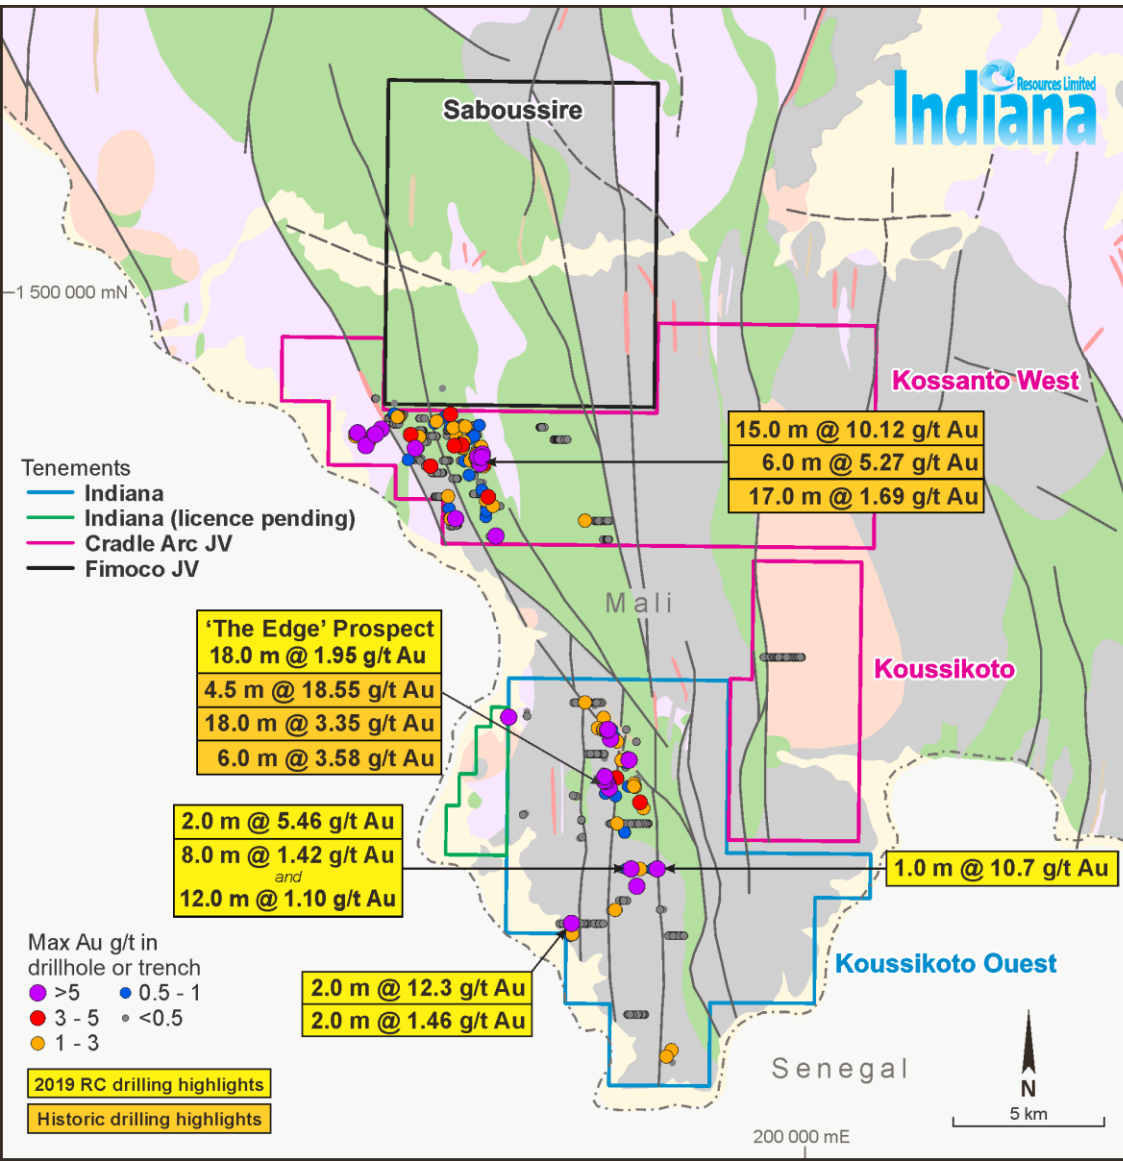 Saboussire
Resources Limited
Indiana
1 500 000 mN
Kossanto West
15.0 m @ 10.12 g/t Au
6.0 m @ 5.27 g/t Au
17.0 m @ 1.69 g/t Au
Tenements
Indiana
Indiana (licence pending)
Cradle Arc JV
Fimoco JV
Mali
'The Edge' Prospect
18.0 m @ 1.95 g/t Au
4.5 m @ 18.55 g/t Au
18.0 m @ 3.35 g/t Au
6.0 m @ 3.58 g/t Au
Koussikoto
2.0 m @ 5.46 g/t Au
8.0 m @ 1.42 g/t Au
and
12.0 m @ 1.10 g/t Au
1.0 m @ 10.7 g/t Au
Koussikoto Ouest
2.0 m @ 12.3 g/t Au
2.0 m @ 1.46 g/t Au
Max Au g/t in
drillhole or trench
>5
0.5 - 1
3 - 5
<0.5
1 - 3
2019 RC drilling highlights
Historic drilling highlights
Senegal
N
5 km
200 000 mE